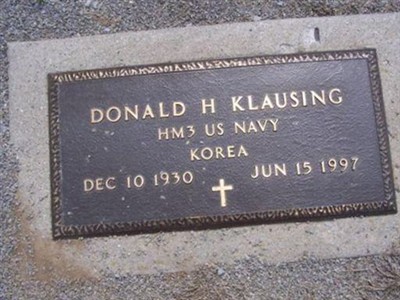 DONALD H KLAUSING
HM3 US NAVY
KOREA
DEC 10 1930 JUN 15 1997